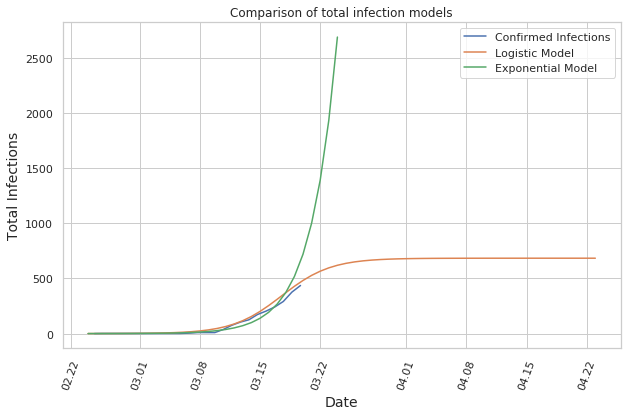 Comparison of total infection models
Confirmed Infections
Logistic Model
Exponential Model
Total Infections
2500
2000
1500
1000
500
0
02.22
03.01
03.08
03.15
03.22
04.01
04.08
04.15
04.22
Date